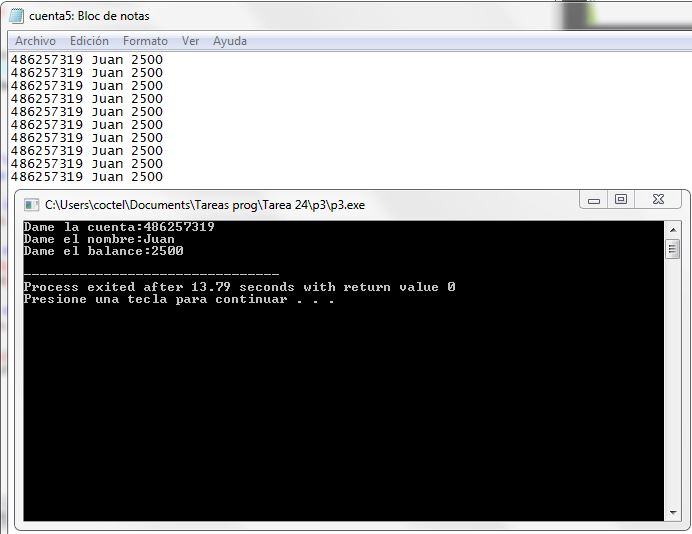 cuenta5: Bloc de notas
Archivo Edición Formato Ver Ayuda
486257319 Juan 2500
486257319 Juan 2500
486257319 Juan 2500
486257319 Juan 2500
486257319 Juan 2500
486257319 Juan 2500
486257319 Juan 2500
486257319 Juan 2500
486257319 Juan 2500
486257319 Juan 2500
C:\Users\coctel\Documents\Tareas prog\Tarea 24\p3\p3.exe
Dame la cuenta:486257319
Dame el nombre:Juan
Dame el balance:2500
--------------------------------
Process exited after 13.79 seconds with return value 0
Presione una tecla para continuar . . .